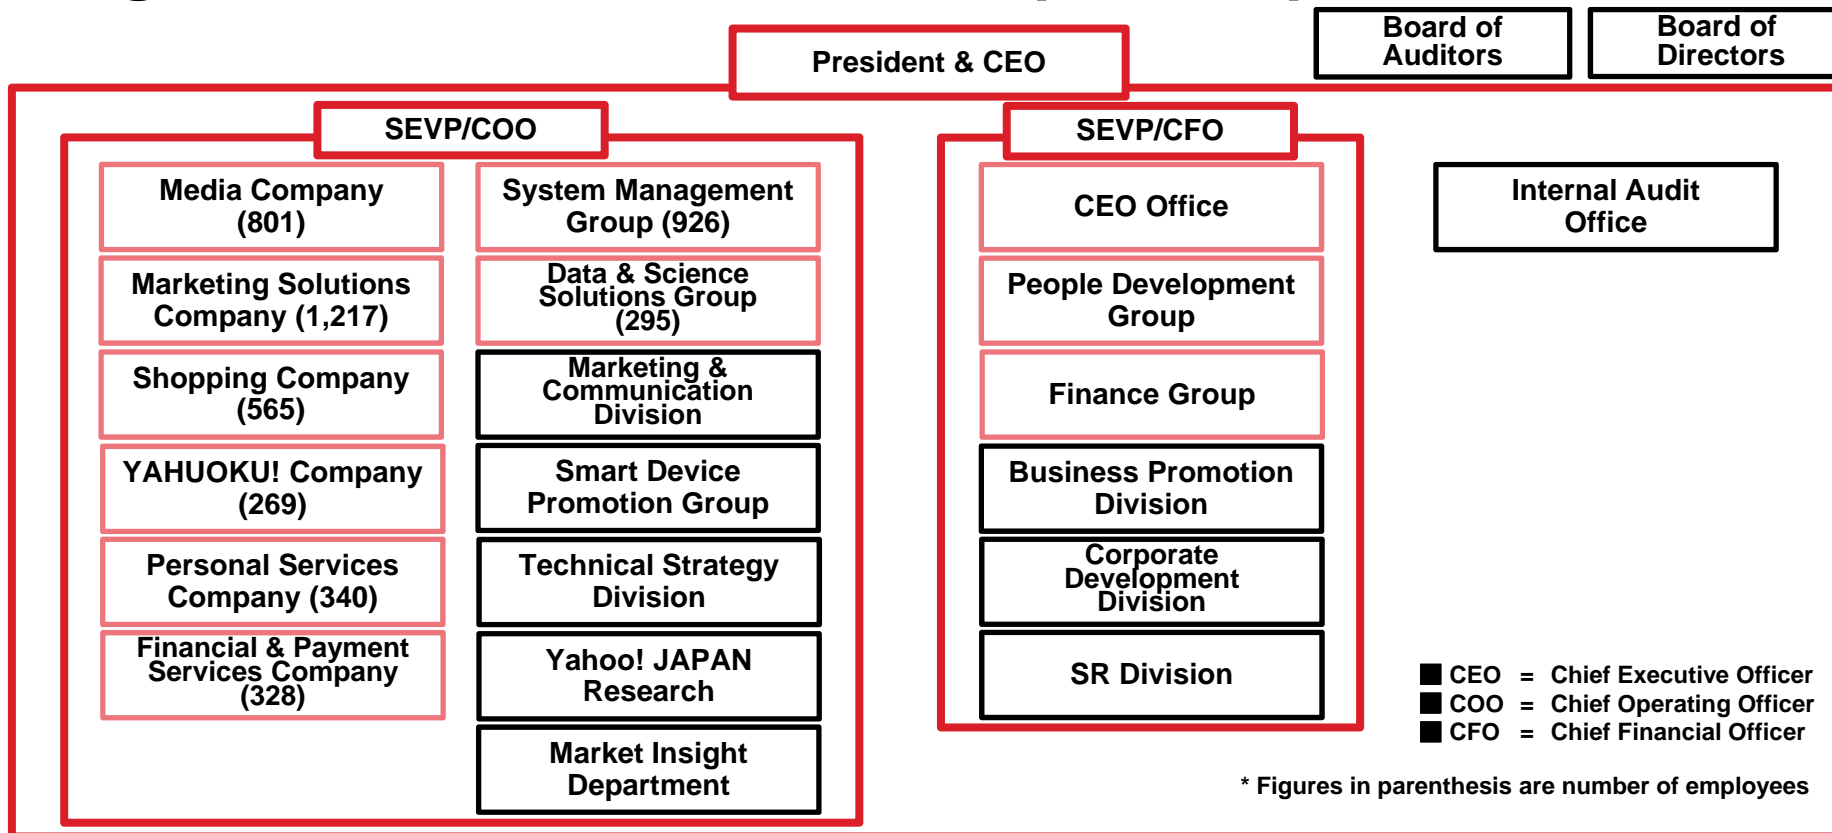 President & CEO
Board of
Auditors
Board of
Directors
SEVP/COO
Media Company
(801)
Marketing Solutions
Company (1,217)
Shopping Company
(565)
YAHUOKU! Company
(269)
Personal Services
Company (340)
Financial & Payment
Services Company
(328)
System Management
Group (926)
Data & Science
Solutions Group
(295)
Marketing &
Communication
Division
Smart Device
Promotion Group
Technical Strategy
Division
Yahoo! JAPAN
Research
Market Insight
Department
SEVP/CFO
CEO Office
People Development
Group
Finance Group
Business Promotion
Division
Corporate
Development
Division
SR Division
Internal Audit
Office
■ CEO = Chief Executive Officer
■ COO = Chief Operating Officer
■ CFO = Chief Financial Officer
* Figures in parenthesis are number of employees